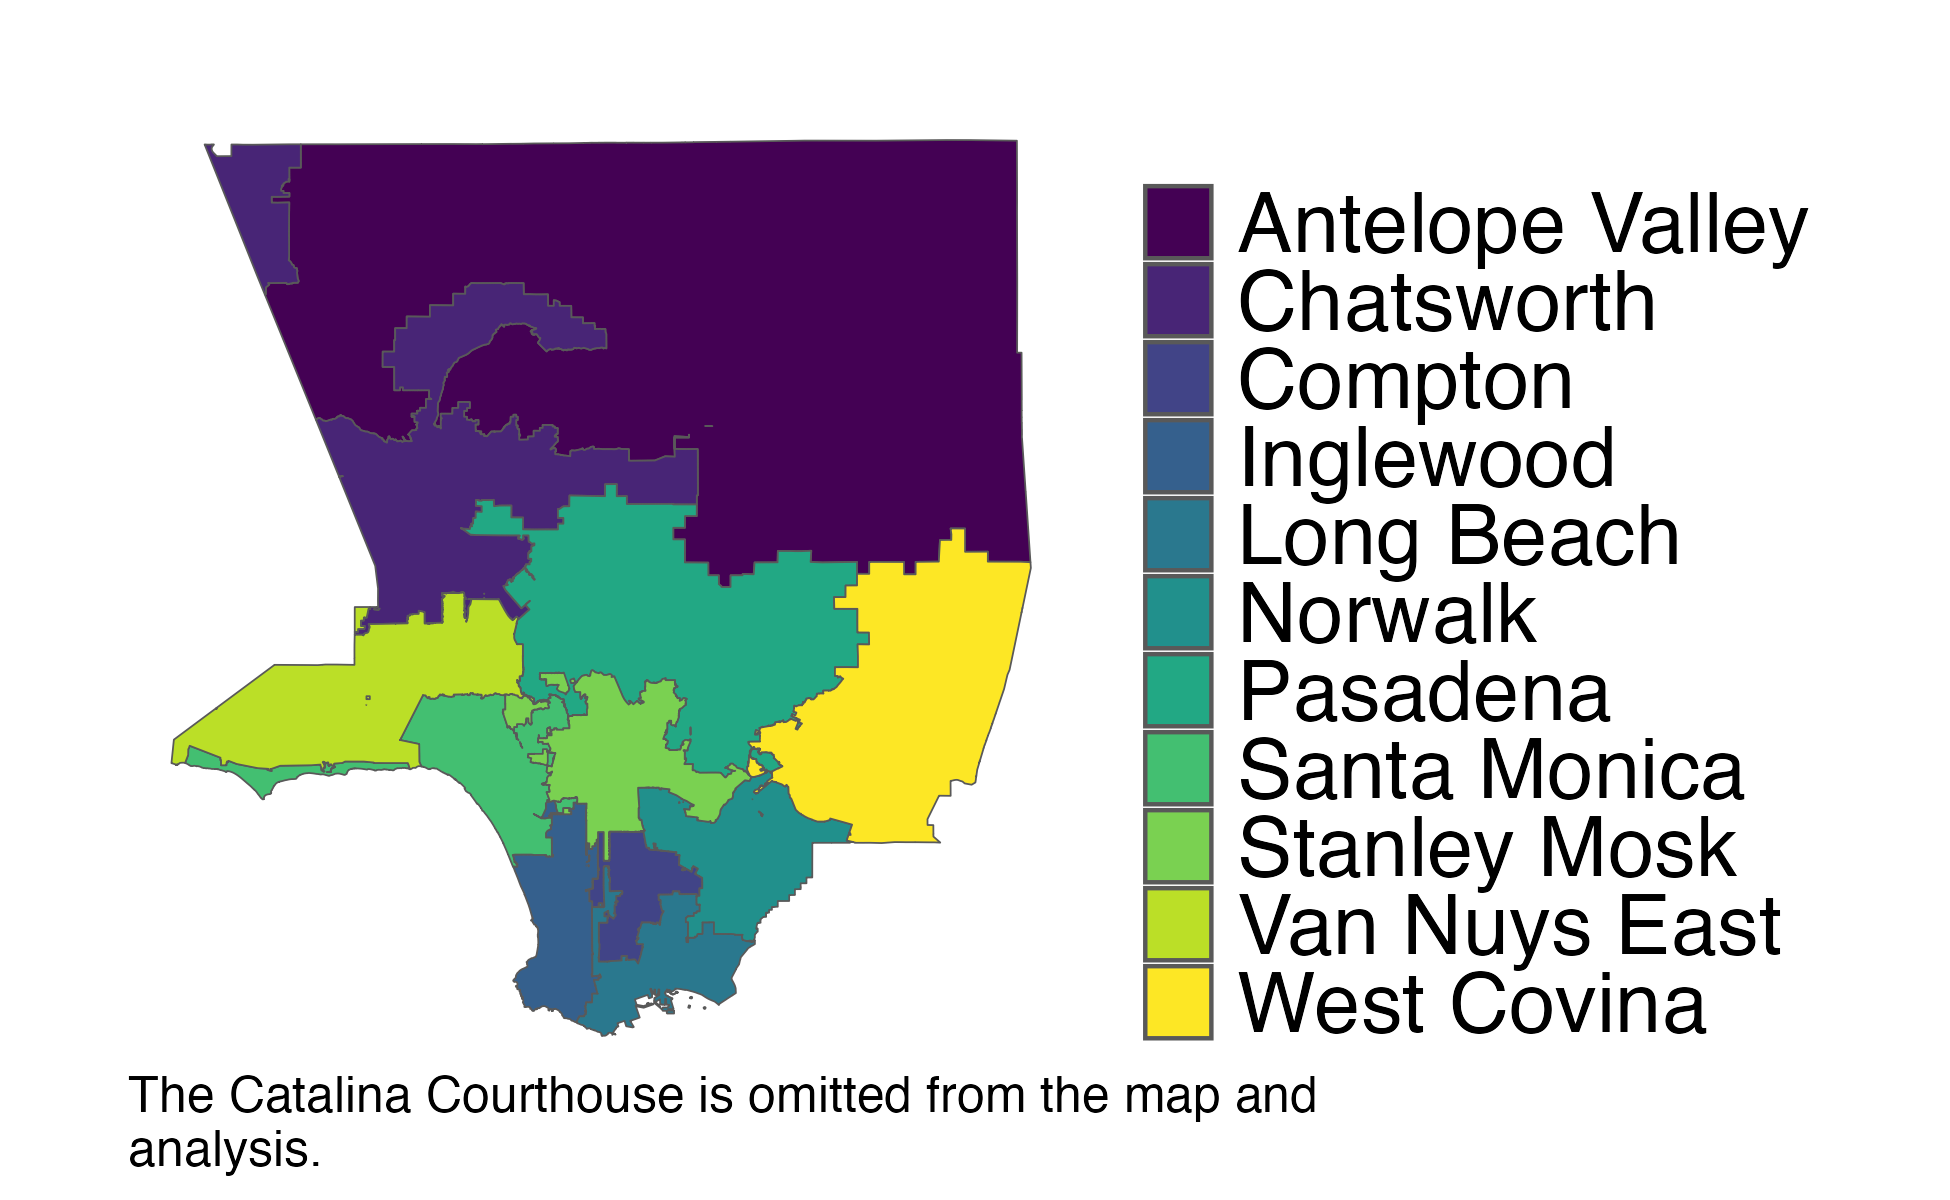 Antelope Valley
Chatsworth
Compton
Inglewood
Long Beach
Norwalk
Pasadena
Santa Monica
Stanley Mosk
Van Nuys East
West Covina
The Catalina Courthouse is omitted from the map and
analysis.